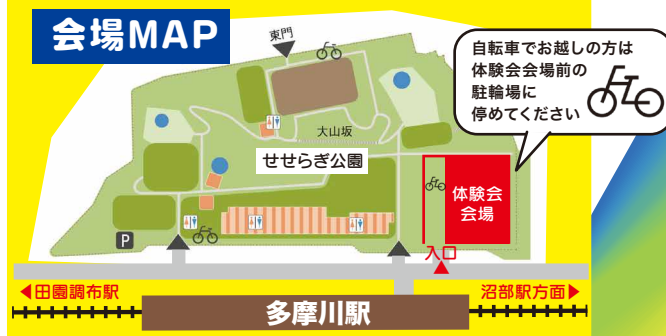 会場MAP
東門
自転車でお越しの方は
体験会会場前の
駐輪場に
停めてください
大山坂
せせらぎ公園
体験会
会場
P
入口
◀田園調布駅
沼部駅方面▶
多摩川駅